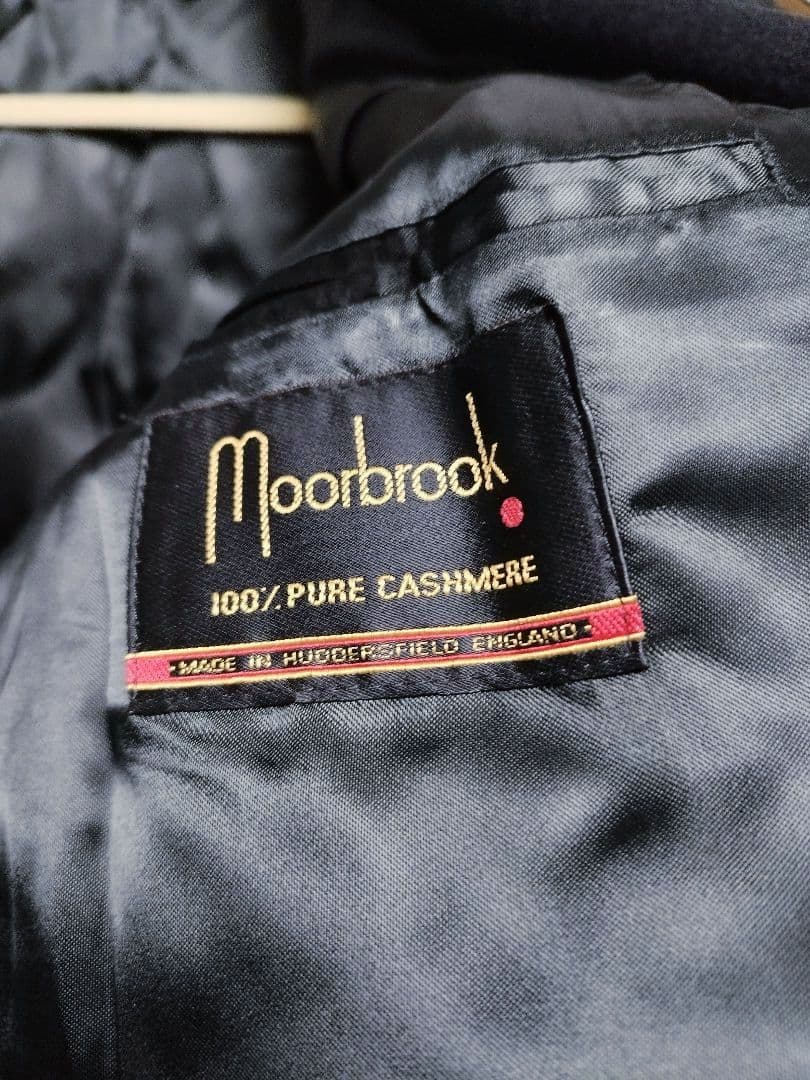 Moorbrook.
100% PURE CASHMERE
·MADE IN HUDDERSFIELD ENGLAND·